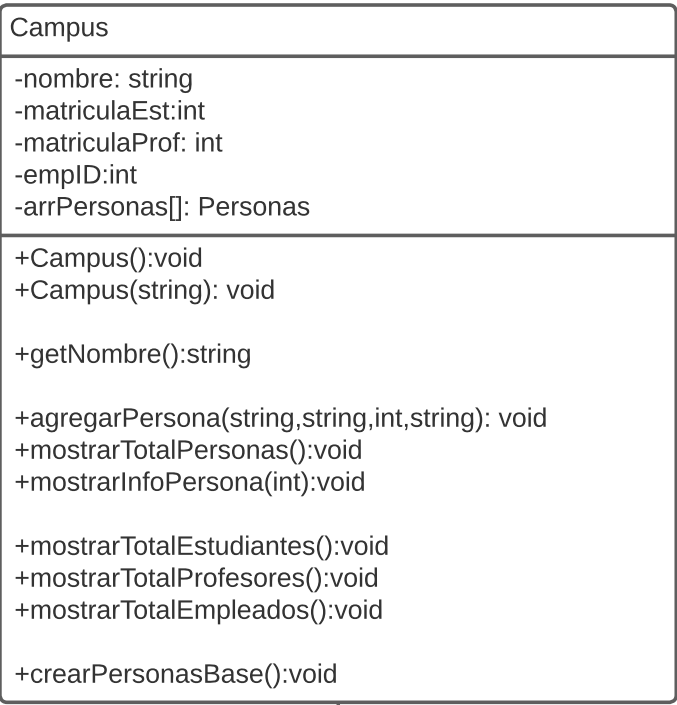 Campus
-nombre: string
-matriculaEst:int
-matriculaProf: int
-empID:int
-arrPersonas[]: Personas
+Campus():void
+Campus(string): void
+getNombre():string
+agregarPersona(string,string,int,string): void
+mostrarTotalPersonas():void
+mostrarInfoPersona(int):void
+mostrarTotalEstudiantes():void
+mostrarTotalProfesores():void
+mostrarTotalEmpleados():void
+crearPersonasBase():void